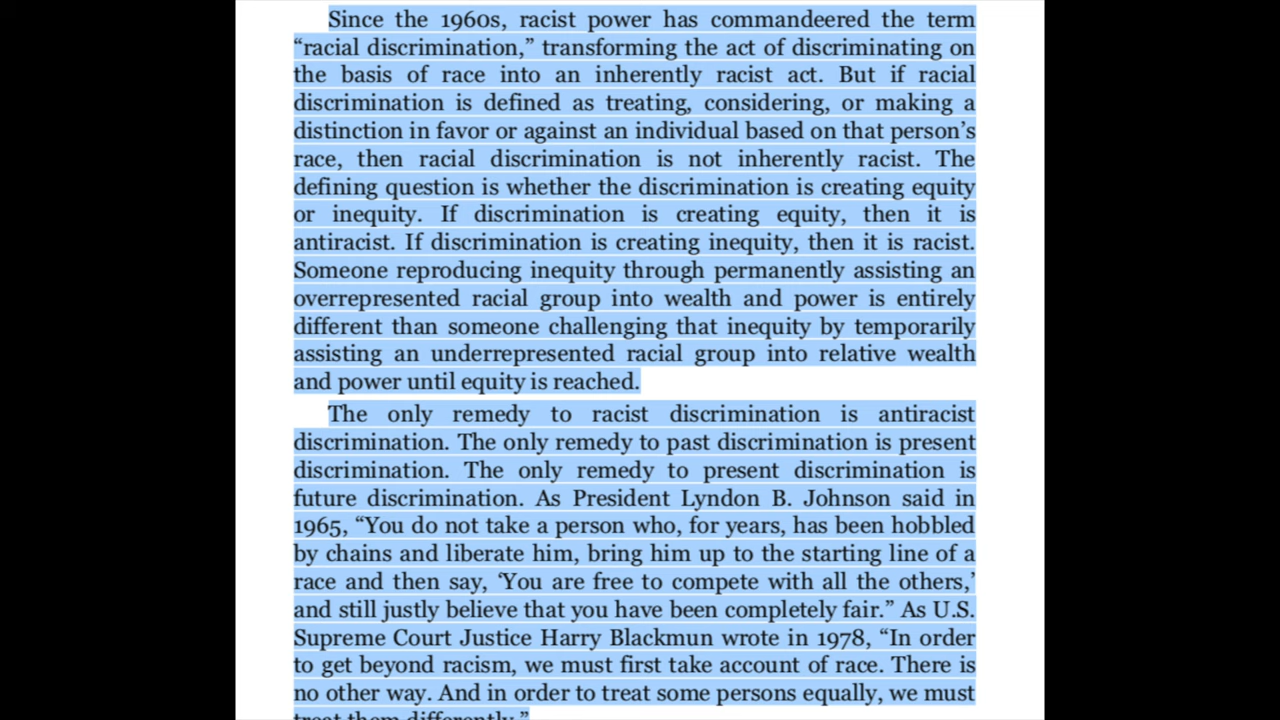 Since the 1960s, racist power has commandeered the term
“racial discrimination,” transforming the act of discriminating on
the basis of race into an inherently racist act. But if racial
discrimination is defined as treating, considering, or making a
distinction in favor or against an individual based on that person’s
race, then racial discrimination is not inherently racist. The
defining question is whether the discrimination is creating equity
or inequity. If discrimination is creating equity, then it is
antiracist. If discrimination is creating inequity, then it is racist.
Someone reproducing inequity through permanently assisting an
overrepresented racial group into wealth and power is entirely
different than someone challenging that inequity by temporarily
assisting an underrepresented racial group into relative wealth
and power until equity is reached.
The only remedy to racist discrimination is antiracist
discrimination. The only remedy to past discrimination is present
discrimination. The only remedy to present discrimination is
future discrimination. As President Lyndon B. Johnson said in
1965, “You do not take a person who, for years, has been hobbled
by chains and liberate him, bring him up to the starting line of a
race and then say, ‘You are free to compete with all the others,’
and still justly believe that you have been completely fair.” As U.S.
Supreme Court Justice Harry Blackmun wrote in 1978, “In order
to get beyond racism, we must first take account of race. There is
no other way. And in order to treat some persons equally, we must
treat them differently.”